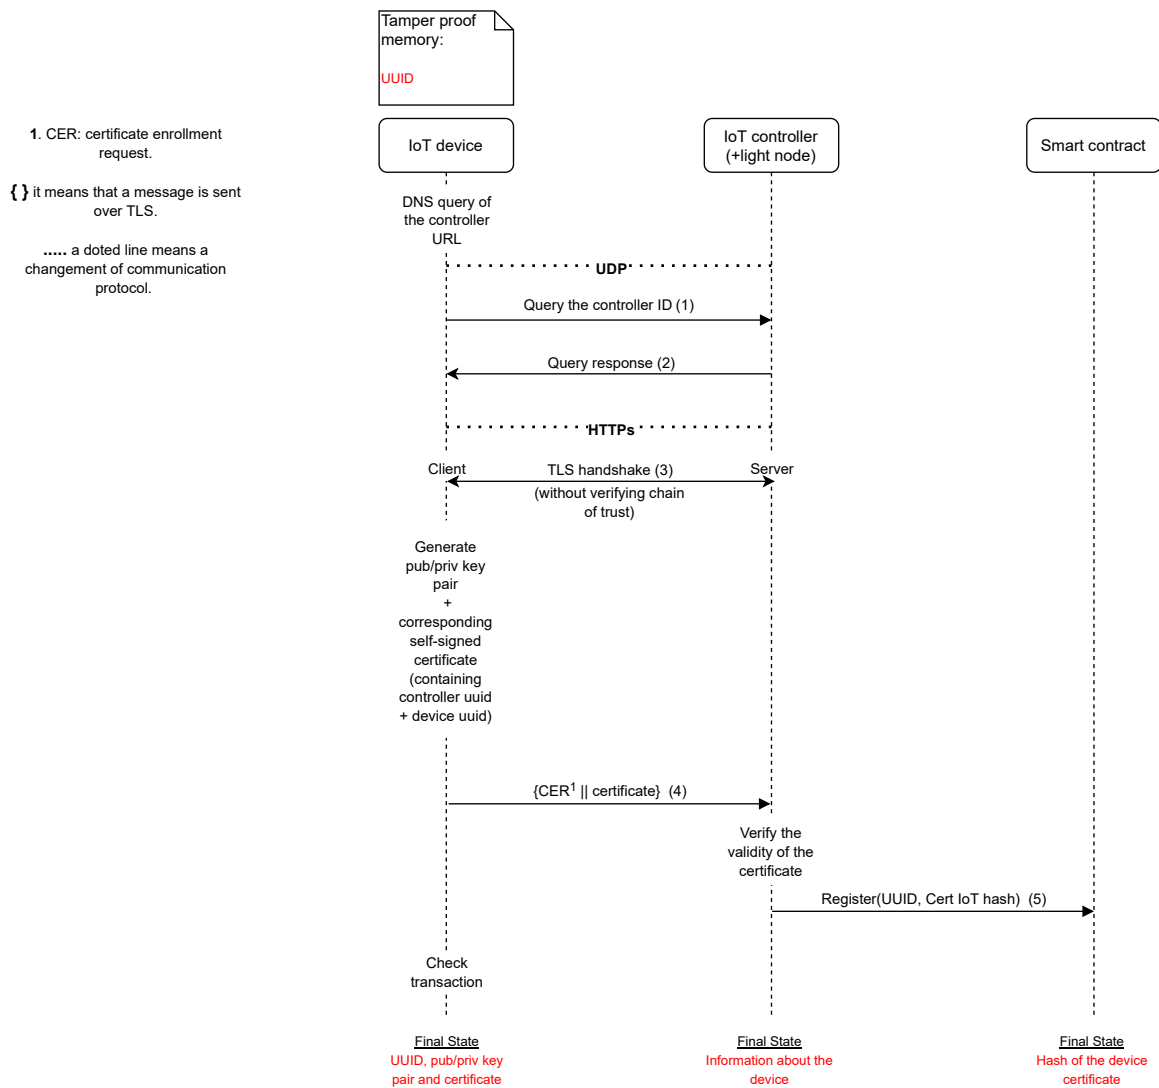 Tamper proof
memory:
UUID
1. CER: certificate enrollment
request.
{ } it means that a message is sent
over TLS.
..... a doted line means a
changement of communication
protocol.
IoT device
IoT controller
(+light node)
Smart contract
DNS query of
the controller
URL
UDP
Query the controller ID (1)
Query response (2)
HTTPs
Client
TLS handshake (3)
Server
(without verifying chain
of trust)
Generate
pub/priv key
pair
+
corresponding
self-signed
certificate
(containing
controller uuid
+ device uuid)
{CER¹ || certificate} (4)
Verify the
validity of the
certificate
Register(UUID, Cert IoT hash) (5)
Check
transaction
Final State
UUID, pub/priv key
pair and certificate
Final State
Information about the
device
Final State
Hash of the device
certificate